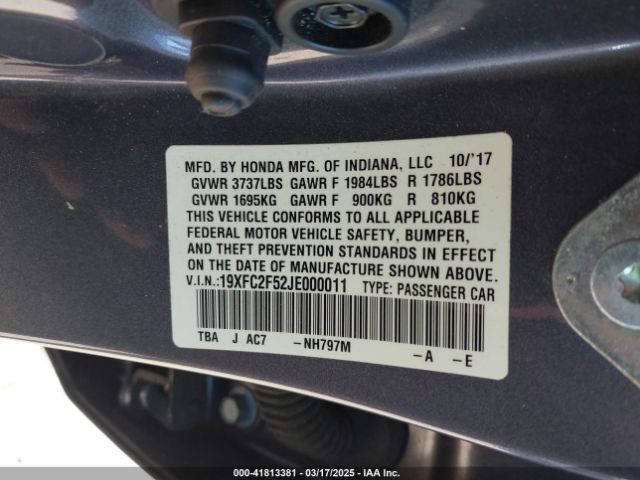 MFD. BY HONDA MFG. OF INDIANA, LLC 10/'17
GVWR 3737LBS GAWR F 1984LBS R 1786LBS
GVWR 1695KG GAWR F 900KG R 810KG
THIS VEHICLE CONFORMS TO ALL APPLICABLE
FEDERAL MOTOR VEHICLE SAFETY, BUMPER,
AND THEFT PREVENTION STANDARDS IN EFFECT
ON THE DATE OF MANUFACTURE SHOWN ABOVE.
V.I.N.:19XFC2F52JE000011 TYPE: PASSENGER CAR
TBA J AC7 -NH797M -A -E
000-41813381 - 03/17/2025 - IAA Inc.